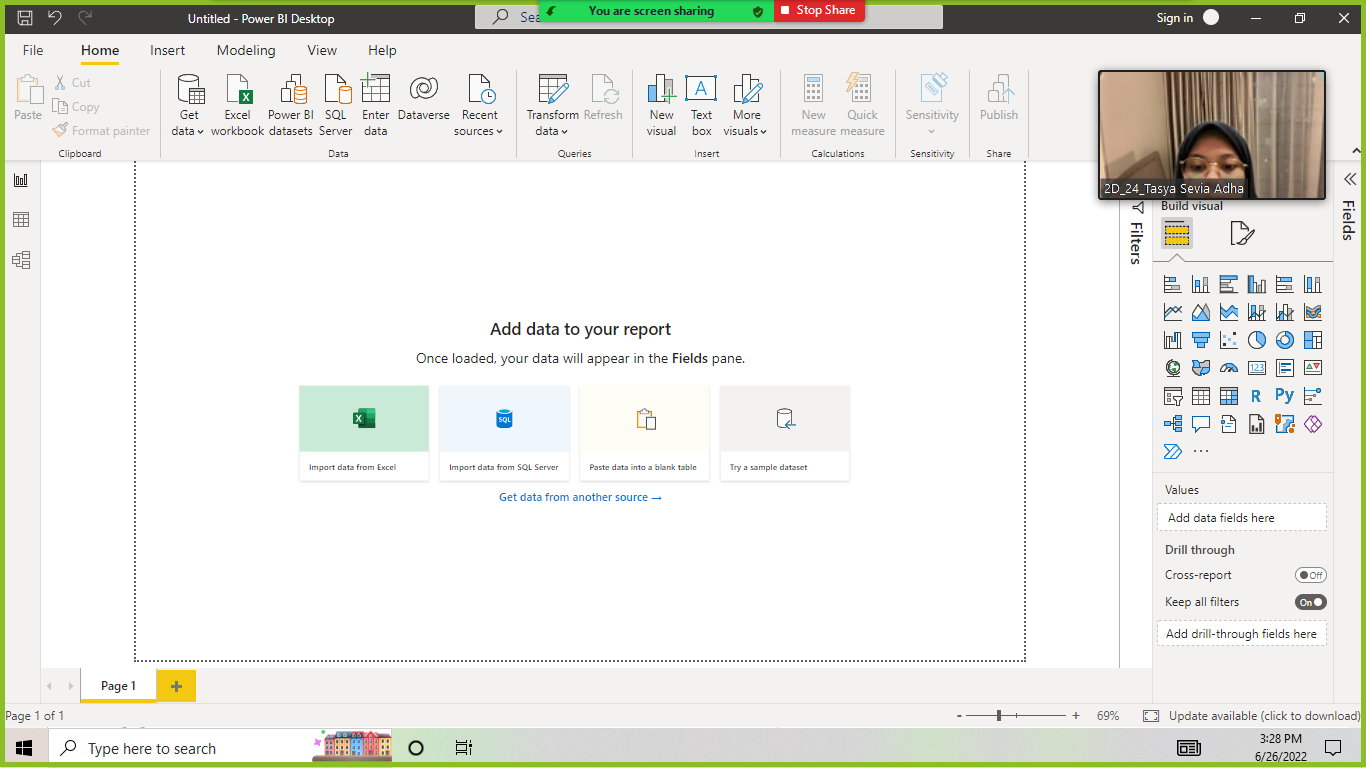 Untitled - Power BI Desktop
Sea
You are screen sharing
Stop Share
Sign in
File
Home
Insert
Modeling
View
Help
Paste
Cut
Copy
Format painter
Clipboard
Get data
Excel workbook
Power BI datasets
SQL Server
Enter data
Dataverse
Recent sources
Data
Transform data
Refresh
Queries
New visual
Text box
More visuals
Insert
New measure
Quick measure
Calculations
Sensitivity
Sensitivity
Publish
Share
2D_24_Tasya Sevia Adha
Build visual
Filters
Fields
Add data to your report
Once loaded, your data will appear in the Fields pane.
SQL
Import data from Excel
Import data from SQL Server
Paste data into a blank table
Try a sample dataset
Get data from another source →
123
R
Py
...
Values
Add data fields here
Drill through
Cross-report
Off
Keep all filters
On
Add drill-through fields here
Page 1
Page 1 of 1
- + 69%
Update available (click to download)
Type here to search
3:28 PM
6/26/2022